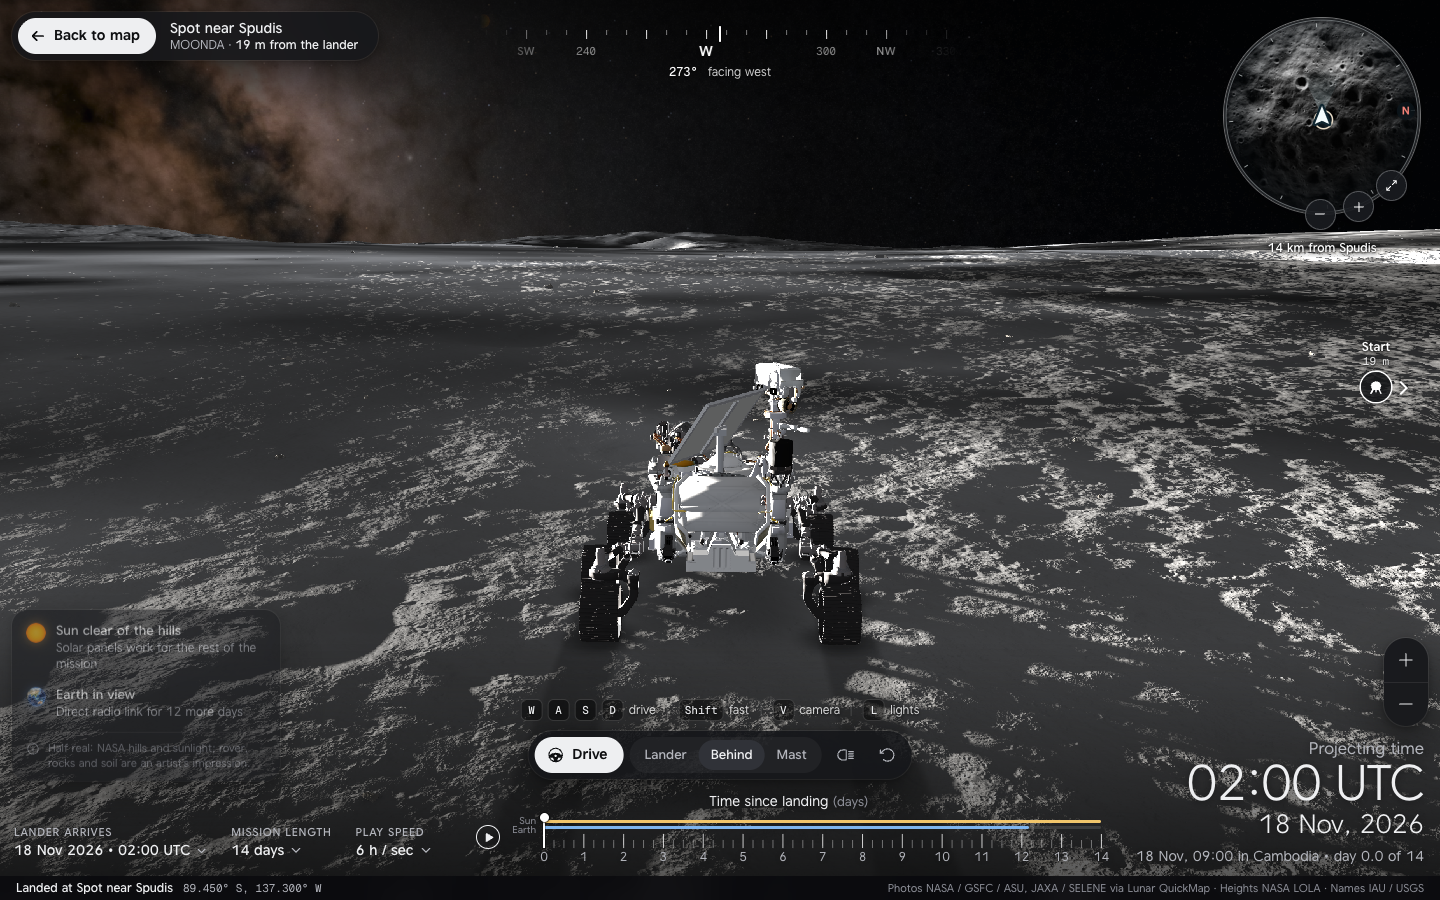 Back to map
Spot near Spudis
MOONDA · 19 m from the lander
SW 240 W 300 NW 330
273° facing west
N
14 km from Spudis
Start
19 m
Sun clear of the hills
Solar panels work for the rest of the
mission
Earth in view
Direct radio link for 12 more days
Half real: NASA hills and sunlight; rover,
rocks and soil are an artist's impression.
W A S D drive Shift fast V camera L lights
Drive Lander Behind Mast
Projecting time
02:00 UTC
18 Nov, 2026
18 Nov, 09:00 in Cambodia • day 0.0 of 14
Time since landing (days)
Sun
Earth
0 1 2 3 4 5 6 7 8 9 10 11 12 13 14
LANDER ARRIVES
18 Nov 2026 • 02:00 UTC
MISSION LENGTH
14 days
PLAY SPEED
6 h / sec
Landed at Spot near Spudis 89.450° S, 137.300° W
Photos NASA / GSFC / ASU, JAXA / SELENE via Lunar QuickMap · Heights NASA LOLA · Names IAU / USGS